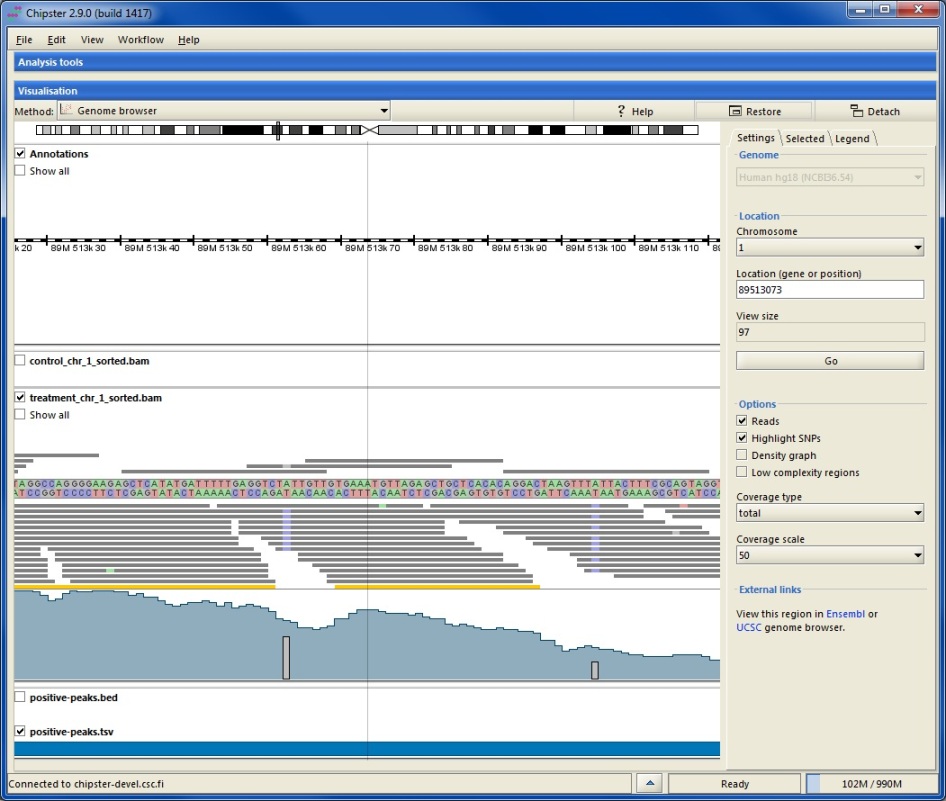 Chipster 2.9.0 (build 1417)
File Edit View Workflow Help
Analysis tools
Visualisation
Method: Genome browser ? Help Restore Detach
Settings Selected Legend
Annotations
Show all
Genome
Human hg18 (NCBI36.54)
Location
Chromosome
1
k 20 89M 513k 30 89M 513k 40 89M 513k 50 89M 513k 60 89M 513k 70 89M 513k 80 89M 513k 90 89M 513k 100 89M 513k 110
Location (gene or position)
89513073
View size
97
Go
control_chr_1_sorted.bam
treatment_chr_1_sorted.bam
Show all
Options
Reads
Highlight SNPs
Density graph
Low complexity regions
Coverage type
total
Coverage scale
50
External links
View this region in Ensembl or
UCSC genome browser.
positive-peaks.bed
positive-peaks.tsv
Connected to chipster-devel.csc.fi Ready 102M / 990M